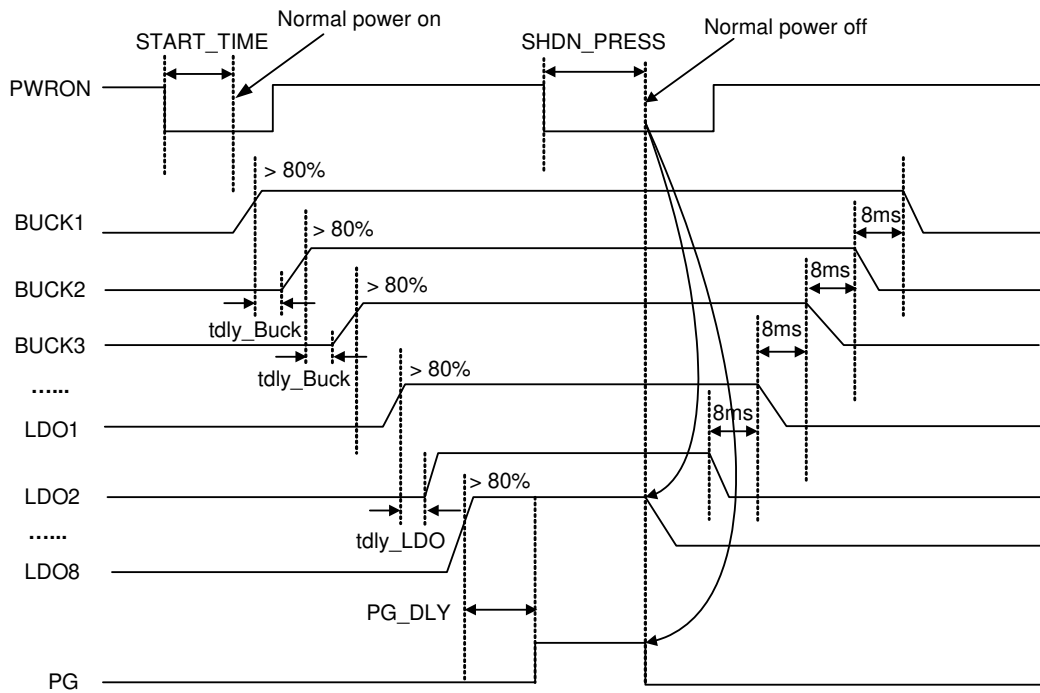 Normal power on
START_TIME
SHDN_PRESS
Normal power off
PWRON
> 80%
BUCK1
8ms
> 80%
BUCK2
8ms
> 80%
tdly_Buck
BUCK3
8ms
tdly_Buck
> 80%
......
LDO1
8ms
LDO2
> 80%
......
tdly_LDO
LDO8
PG_DLY
PG